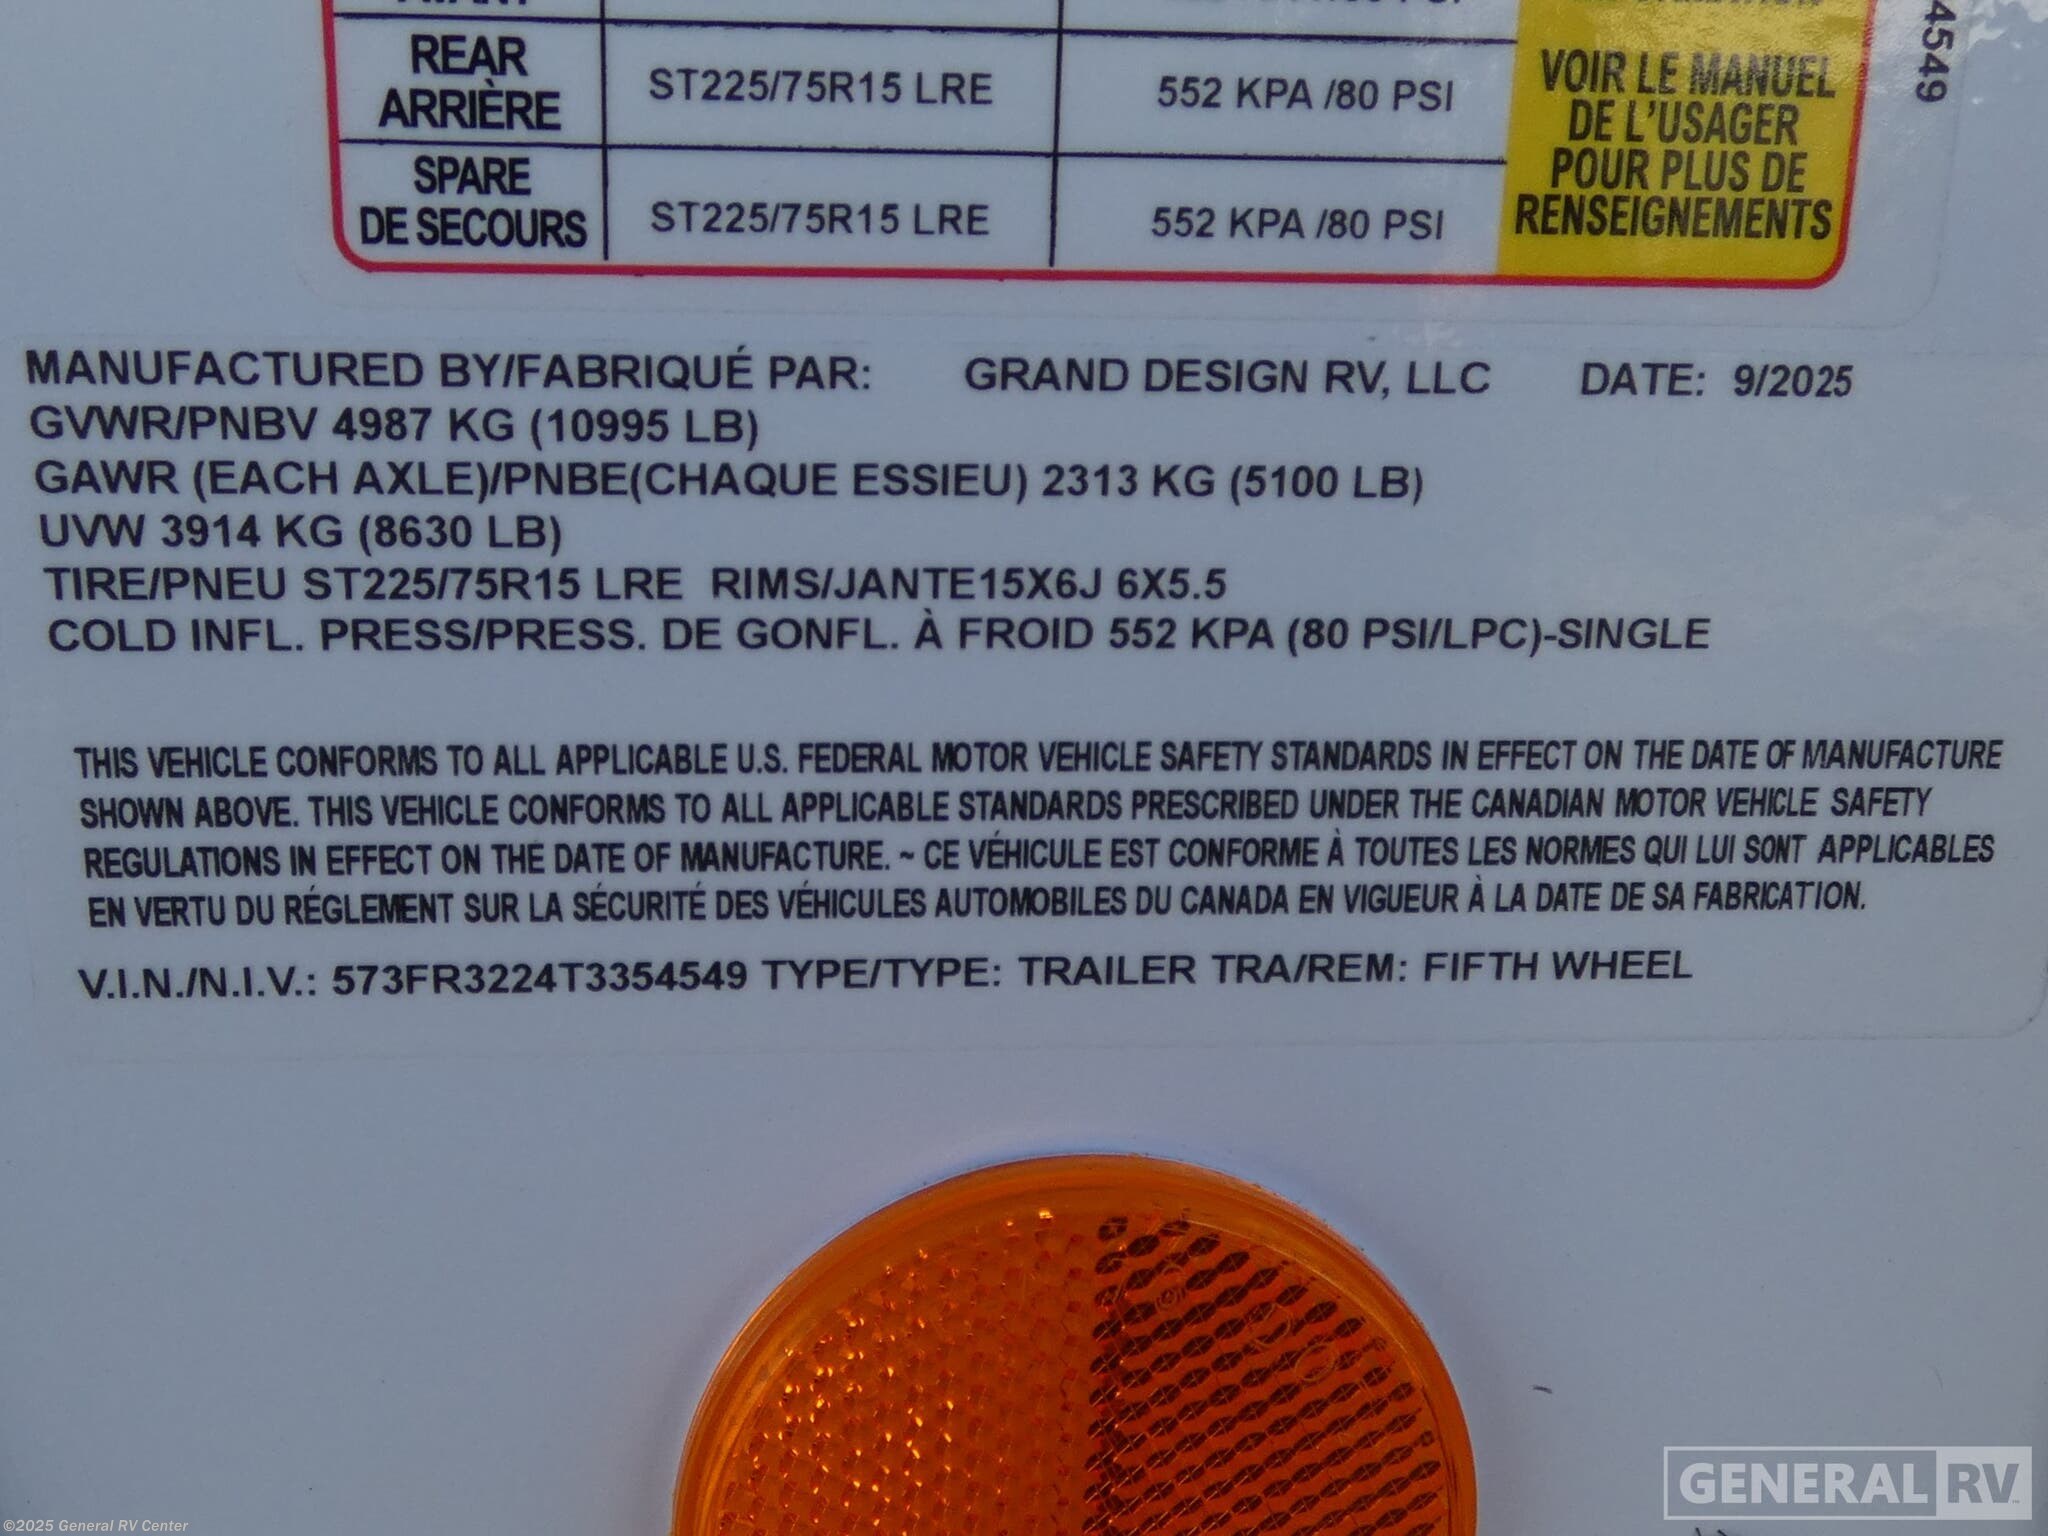 REAR
ARRIÈRE
ST225/75R15 LRE
552 KPA /80 PSI
SPARE
DE SECOURS
ST225/75R15 LRE
552 KPA /80 PSI
VOIR LE MANUEL
DE L'USAGER
POUR PLUS DE
RENSEIGNEMENTS
4549
MANUFACTURED BY/FABRIQUÉ PAR: GRAND DESIGN RV, LLC DATE: 9/2025
GVWR/PNBV 4987 KG (10995 LB)
GAWR (EACH AXLE)/PNBE(CHAQUE ESSIEU) 2313 KG (5100 LB)
UVW 3914 KG (8630 LB)
TIRE/PNEU ST225/75R15 LRE RIMS/JANTE15X6J 6X5.5
COLD INFL. PRESS/PRESS. DE GONFL. À FROID 552 KPA (80 PSI/LPC)-SINGLE
THIS VEHICLE CONFORMS TO ALL APPLICABLE U.S. FEDERAL MOTOR VEHICLE SAFETY STANDARDS IN EFFECT ON THE DATE OF MANUFACTURE
SHOWN ABOVE. THIS VEHICLE CONFORMS TO ALL APPLICABLE STANDARDS PRESCRIBED UNDER THE CANADIAN MOTOR VEHICLE SAFETY
REGULATIONS IN EFFECT ON THE DATE OF MANUFACTURE. ~ CE VÉHICULE EST CONFORME À TOUTES LES NORMES QUI LUI SONT APPLICABLES
EN VERTU DU RÉGLEMENT SUR LA SÉCURITÉ DES VÉHICULES AUTOMOBILES DU CANADA EN VIGUEUR À LA DATE DE SA FABRICATION.
V.I.N./N.I.V.: 573FR3224T3354549 TYPE/TYPE: TRAILER TRA/REM: FIFTH WHEEL
GENERAL RV
©2025 General RV Center